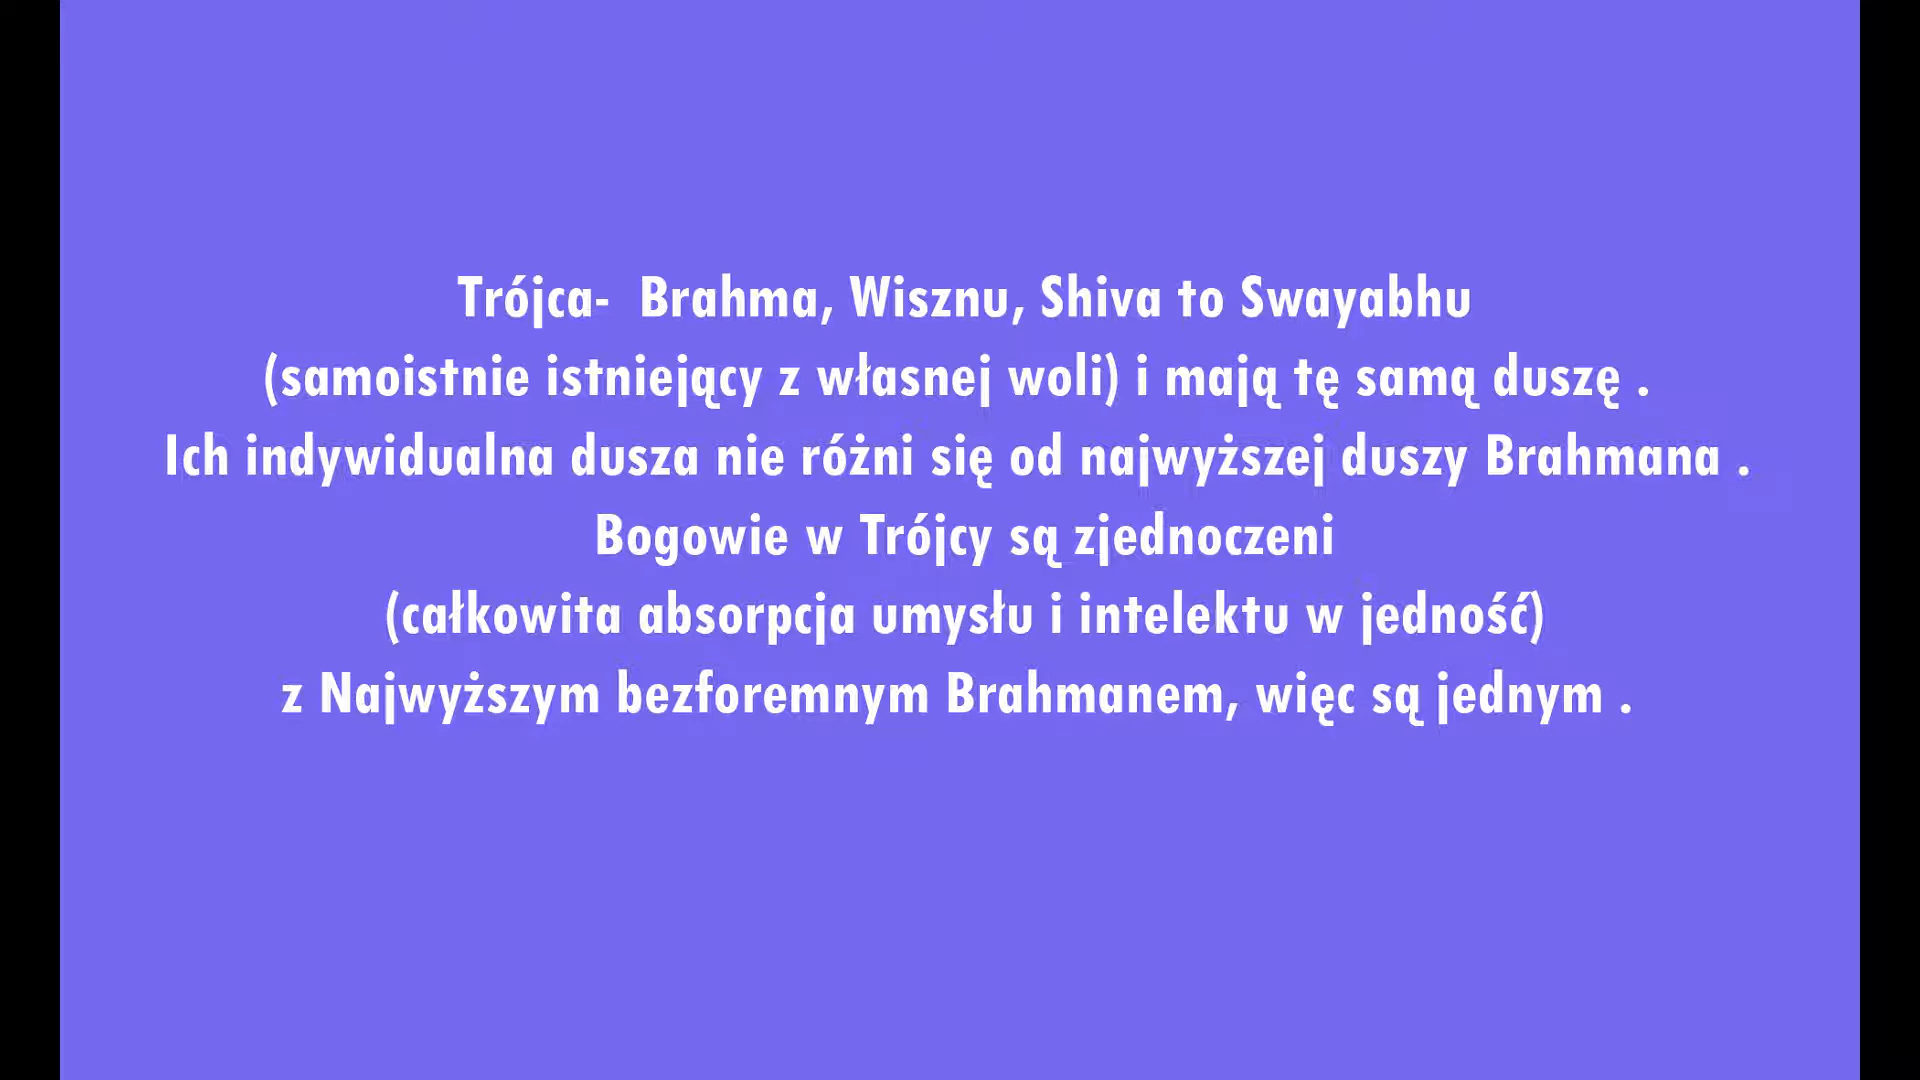 Trójca-  Brahma, Wisznu, Shiva to Swayabhu
(samoistnie istniejący z własnej woli) i mają tę samą duszę .
Ich indywidualna dusza nie różni się od najwyższej duszy Brahmana .
Bogowie w Trójcy są zjednoczeni
(całkowita absorpcja umysłu i intelektu w jedność)
z Najwyższym bezforemnym Brahmanem, więc są jednym .